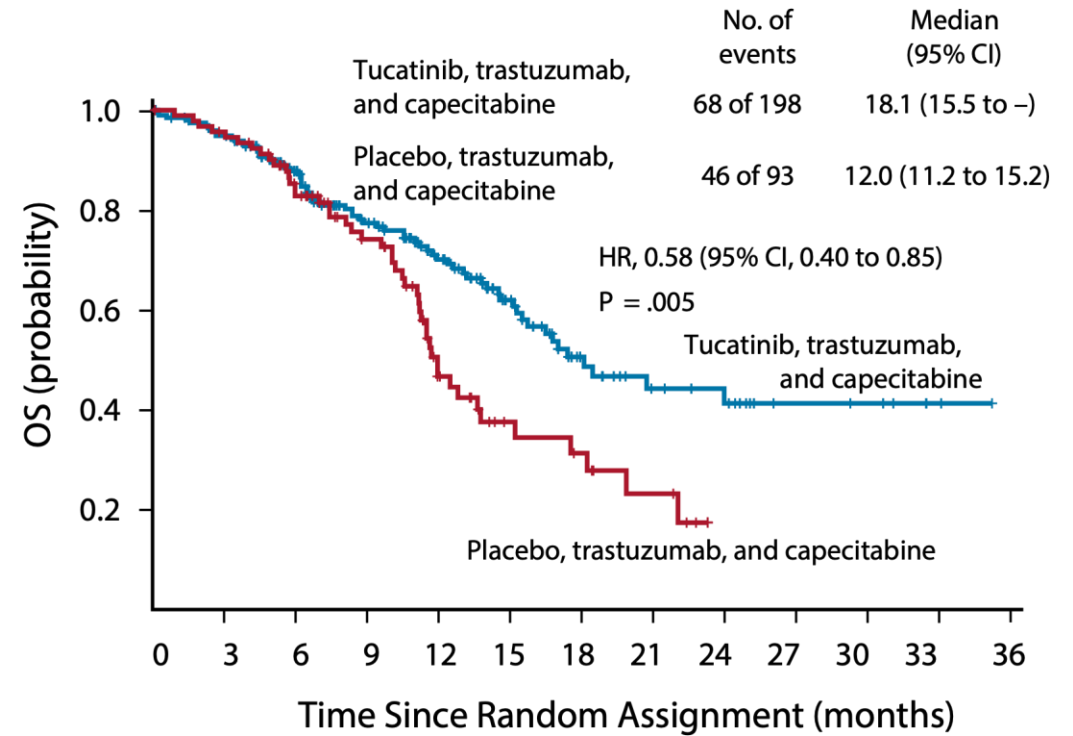 No. of events
Median (95% CI)
Tucatinib, trastuzumab,
and capecitabine
68 of 198
18.1 (15.5 to –)
Placebo, trastuzumab,
and capecitabine
46 of 93
12.0 (11.2 to 15.2)
HR, 0.58 (95% CI, 0.40 to 0.85)
P = .005
Tucatinib, trastuzumab,
and capecitabine
Placebo, trastuzumab, and capecitabine
OS (probability)
1.0
0.8
0.6
0.4
0.2
0 3 6 9 12 15 18 21 24 27 30 33 36
Time Since Random Assignment (months)